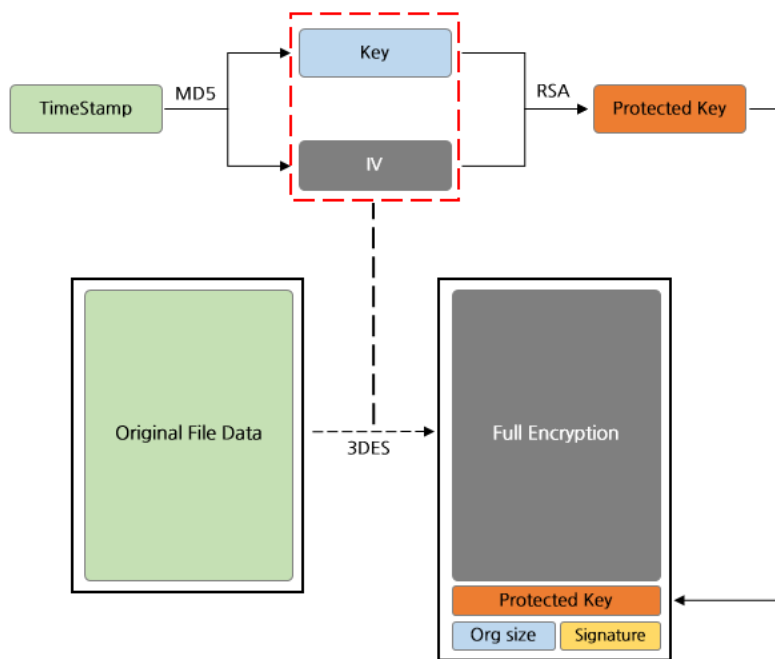 Key
MD5
RSA
TimeStamp
Protected Key
IV
Original File Data
Full Encryption
3DES
Protected Key
Org size
Signature